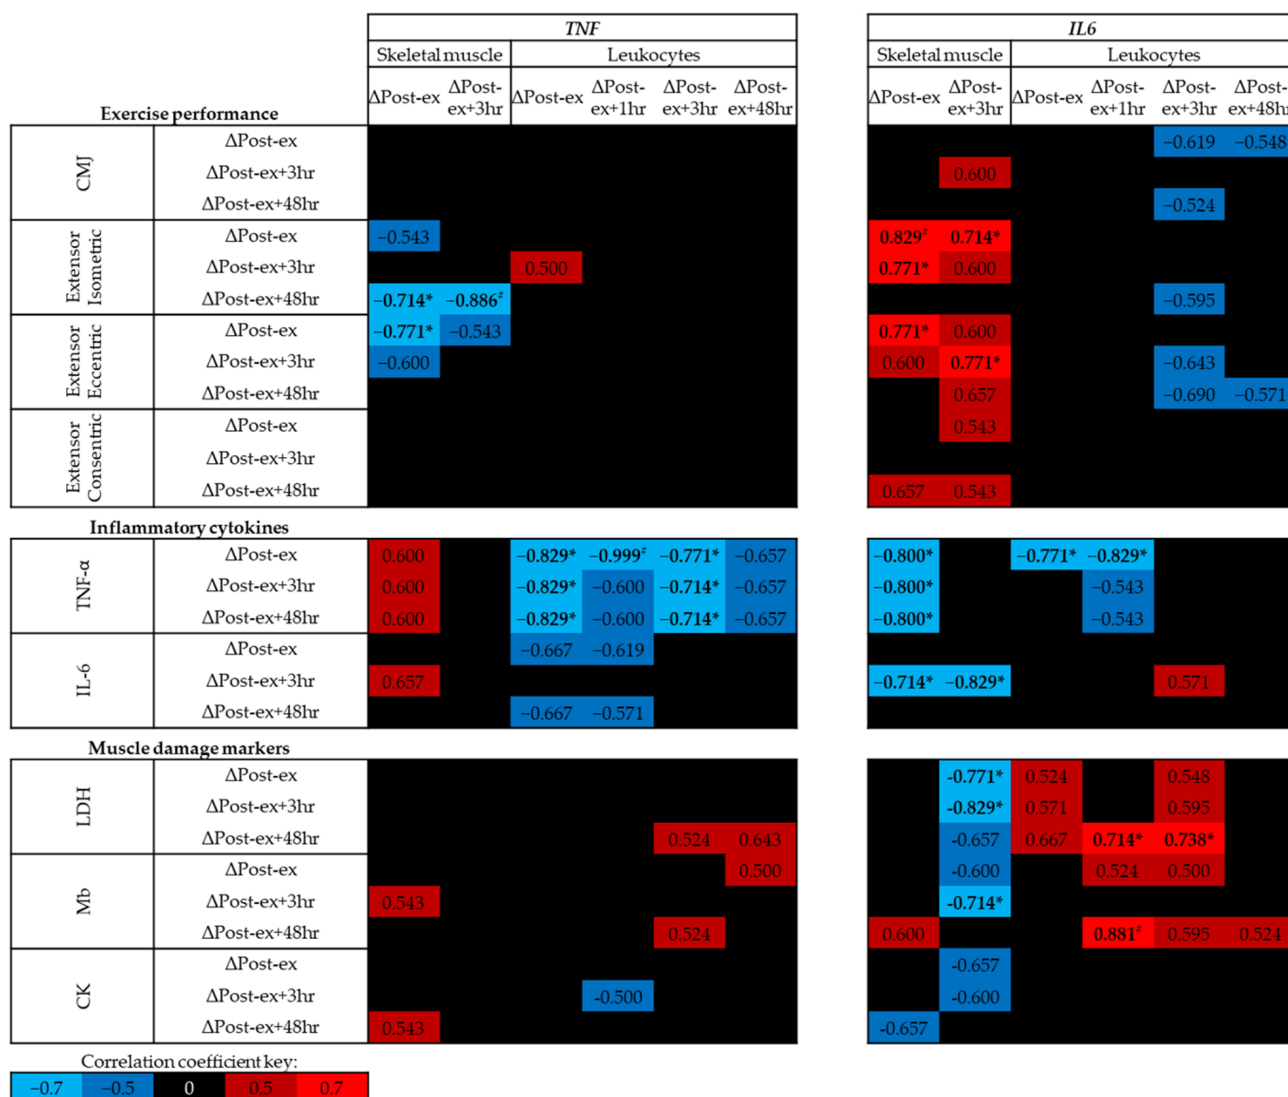 TNF IL6
Skeletal muscle Leukocytes Skeletal muscle Leukocytes
Exercise performance ΔPost-ex ΔPost-ex+3hr ΔPost-ex ΔPost-ex+1hr ΔPost-ex+3hr ΔPost-ex+48hr ΔPost-ex ΔPost-ex+3hr ΔPost-ex ΔPost-ex+1hr ΔPost-ex+3hr ΔPost-ex+48hr
CMJ
ΔPost-ex −0.619 −0.548
ΔPost-ex+3hr 0.600
ΔPost-ex+48hr −0.524
Extensor Isometric
ΔPost-ex −0.543 0.829# 0.714*
ΔPost-ex+3hr 0.500 0.771* 0.600
ΔPost-ex+48hr −0.714* −0.886# −0.595
Extensor Eccentric
ΔPost-ex −0.771* −0.543 0.771* 0.600
ΔPost-ex+3hr −0.600 0.600 0.771* −0.643
ΔPost-ex+48hr 0.657 −0.690 −0.571
Extensor Consentric
ΔPost-ex 0.543
ΔPost-ex+3hr
ΔPost-ex+48hr 0.657 0.543
Inflammatory cytokines
TNF-α
ΔPost-ex 0.600 −0.829* −0.999# −0.771* −0.657 −0.800* −0.771* −0.829*
ΔPost-ex+3hr 0.600 −0.829* −0.600 −0.714* −0.657 −0.800* −0.543
ΔPost-ex+48hr 0.600 −0.829* −0.600 −0.714* −0.657 −0.800* −0.543
IL-6
ΔPost-ex −0.667 −0.619
ΔPost-ex+3hr 0.657 −0.714* −0.829* 0.571
ΔPost-ex+48hr −0.667 −0.571
Muscle damage markers
LDH
ΔPost-ex -0.771* 0.524 0.548
ΔPost-ex+3hr -0.829* 0.571 0.595
ΔPost-ex+48hr 0.524 0.643 -0.657 0.667 0.714* 0.738*
Mb
ΔPost-ex 0.500 -0.600 0.524 0.500
ΔPost-ex+3hr 0.543 -0.714*
ΔPost-ex+48hr 0.524 0.600 0.881# 0.595 0.524
CK
ΔPost-ex -0.657
ΔPost-ex+3hr -0.500 -0.600
ΔPost-ex+48hr 0.543 -0.657
Correlation coefficient key:
−0.7 −0.5 0 0.5 0.7